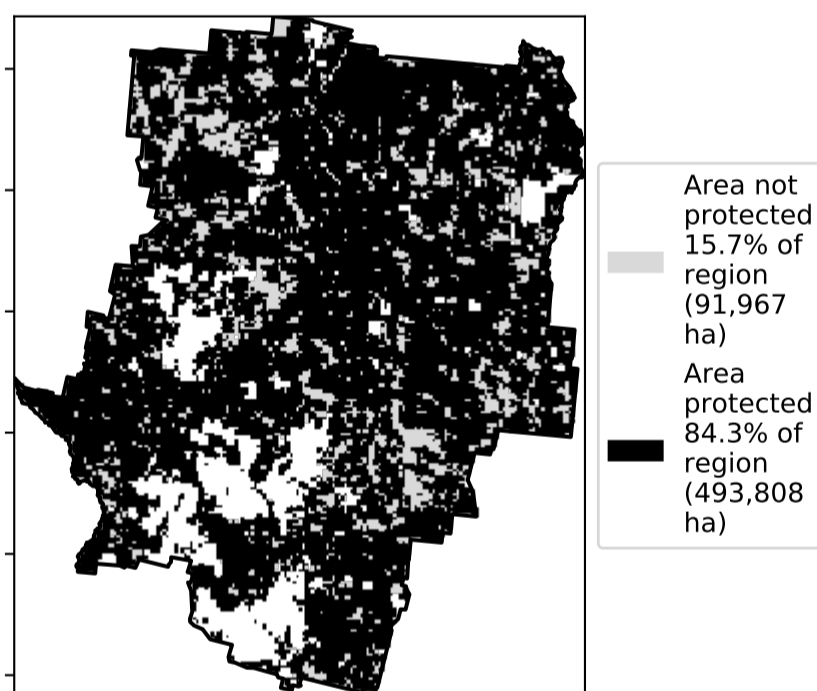 Area not
protected
15.7% of
region
(91,967
ha)
Area
protected
84.3% of
region
(493,808
ha)